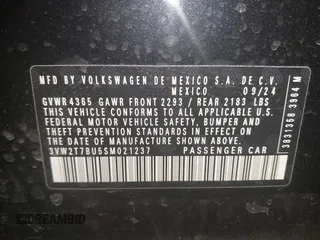 MFD BY VOLKSWAGEN DE MEXICO S.A. DE C.V.
MEXICO 09/24
GVWR 4365 GAWR FRONT 2293 / REAR 2183 LBS
THIS VEHICLE CONFORMS TO ALL APPLICABLE
FEDERAL MOTOR VEHICLE SAFETY, BUMPER, AND
THEFT PREVENTION STANDARDS IN EFFECT ON
THE DATE OF MANUFACTURE SHOWN ABOVE.
3VW2T7BU5SM021237 PASSENGER CAR
3831358 3964 M
DREAMBID